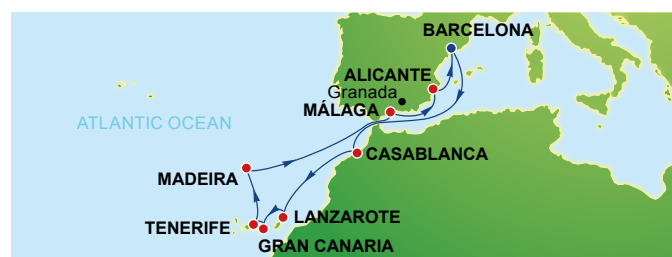 BARCELONA
ALICANTE
Granada
MÁLAGA
ATLANTIC OCEAN
CASABLANCA
MADEIRA
LANZAROTE
TENERIFE
GRAN CANARIA